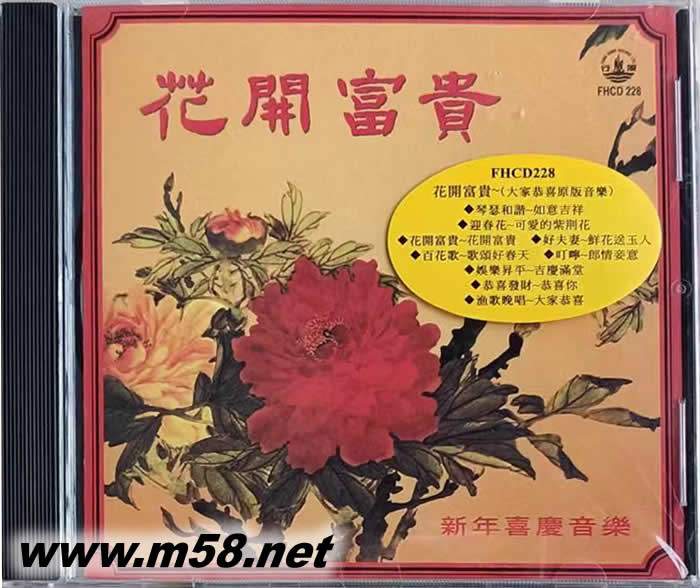 花開富貴
FHCD 228
FHCD228
花開富貴~(大家恭喜原版音樂)
◆琴瑟和諧~如意吉祥
◆迎春花~可愛的紫荆花
◆花開富貴~花開富貴 ◆好夫妻~鮮花送玉人
◆百花歌~歌頌好春天 ◆叮嚀~郎情妾意
◆娛樂昇平~吉慶滿堂
◆恭喜發財~恭喜你
◆漁歌晚唱~大家恭喜
新年喜慶音樂
www.m58.net